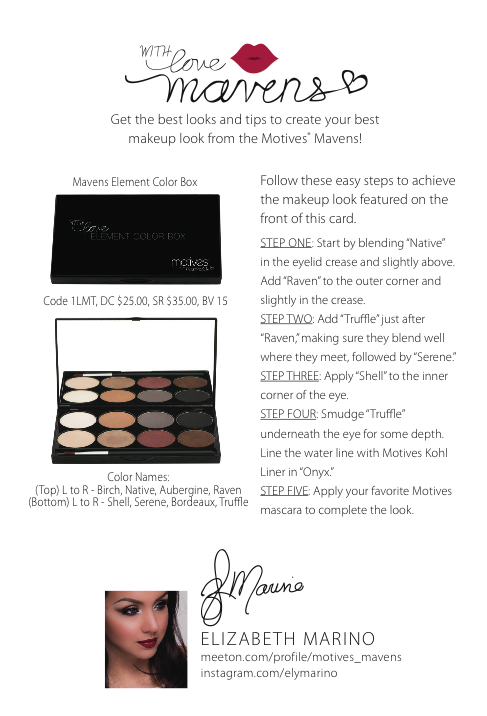 WITH
Love
mavens
Get the best looks and tips to create your best
makeup look from the Motives® Mavens!
Mavens Element Color Box
With
Love
ELEMENT COLOR BOX
motives
Code 1LMT, DC $25.00, SR $35.00, BV 15
Color Names:
(Top) L to R - Birch, Native, Aubergine, Raven
(Bottom) L to R - Shell, Serene, Bordeaux, Truffle
Follow these easy steps to achieve
the makeup look featured on the
front of this card.
STEP ONE: Start by blending “Native”
in the eyelid crease and slightly above.
Add “Raven” to the outer corner and
slightly in the crease.
STEP TWO: Add “Truffle” just after
“Raven,” making sure they blend well
where they meet, followed by “Serene.”
STEP THREE: Apply “Shell” to the inner
corner of the eye.
STEP FOUR: Smudge “Truffle”
underneath the eye for some depth.
Line the water line with Motives Kohl
Liner in “Onyx.”
STEP FIVE: Apply your favorite Motives
mascara to complete the look.
Marino
ELIZABETH MARINO
meeton.com/profile/motives_mavens
instagram.com/elymarino